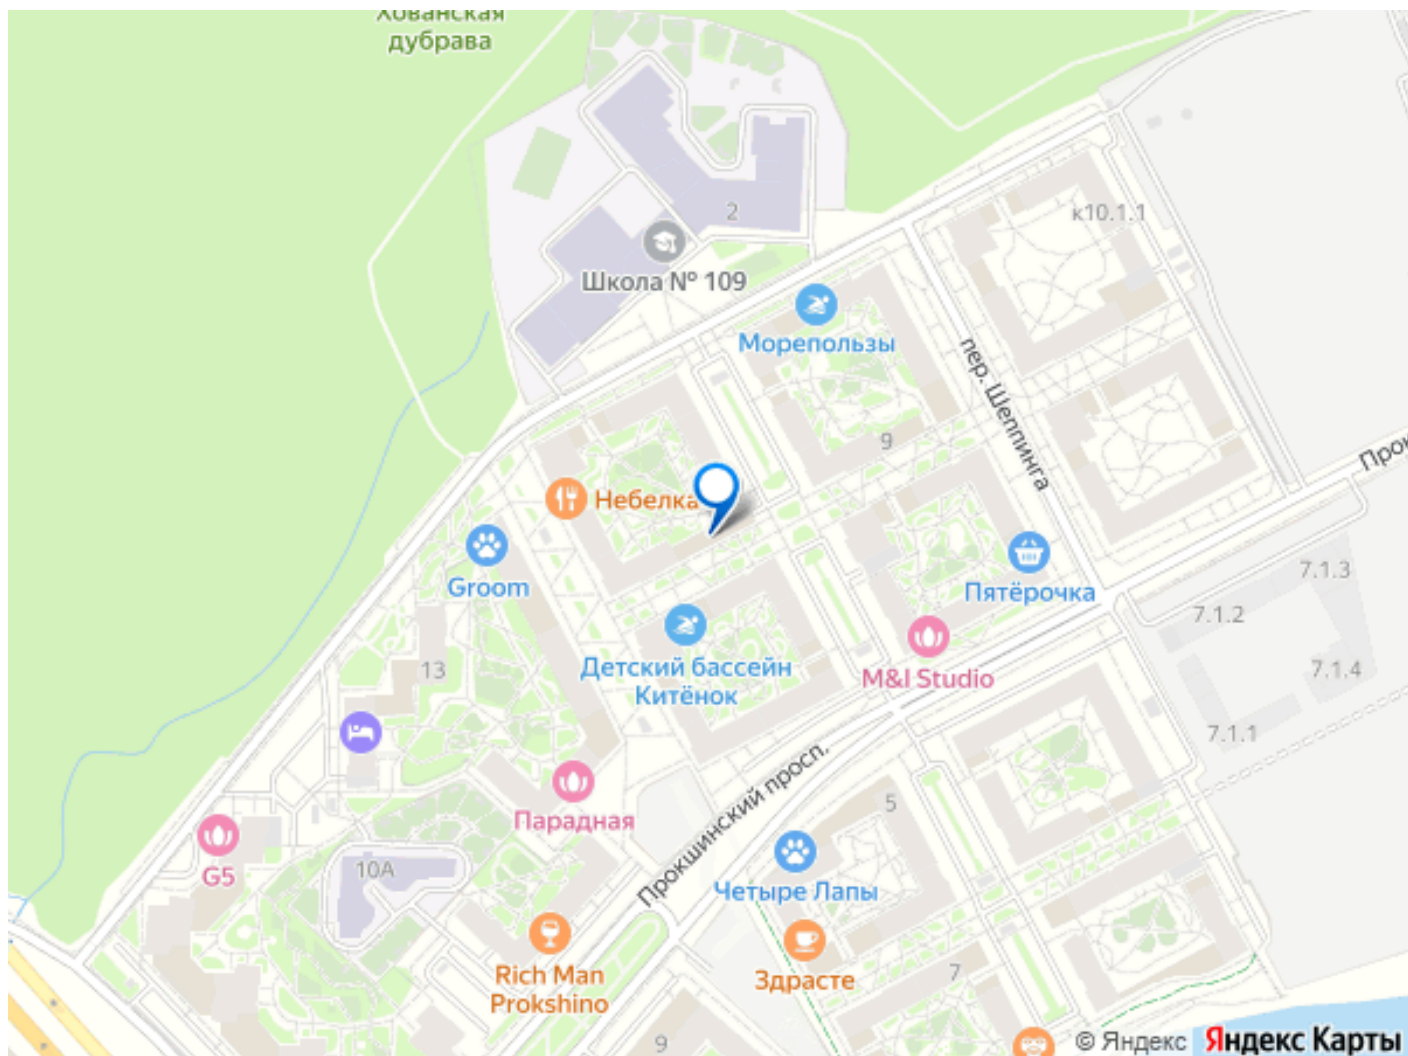 Хованская
дубрава
к10.1.1
2
Школа № 109
Морепользы
пер. Шеппинга
9
Прок
Небелка
Groom
Пятёрочка
7.1.3
7.1.2
7.1.4
7.1.1
Детский бассейн
Китёнок
M&I Studio
13
Парадная
Прокшинский просп.
5
G5
10А
Четыре Лапы
Rich Man
Prokshino
Здрасте
7
9
© Яндекс Яндекс Карты